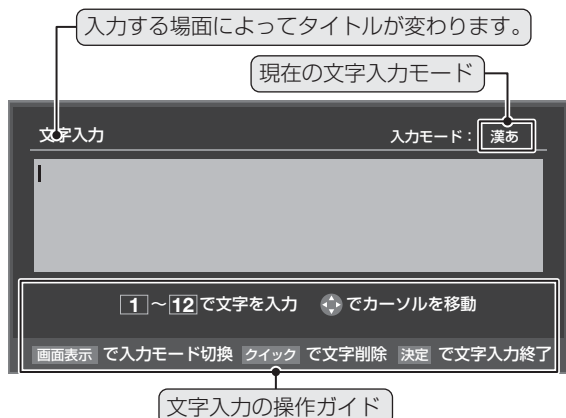 入力する場面によってタイトルが変わります。
現在の文字入力モード
文字入力 入力モード： 漢あ
1～12で文字を入力 でカーソルを移動
画面表示 で入力モード切換 クイック で文字削除 決定 で文字入力終了
文字入力の操作ガイド